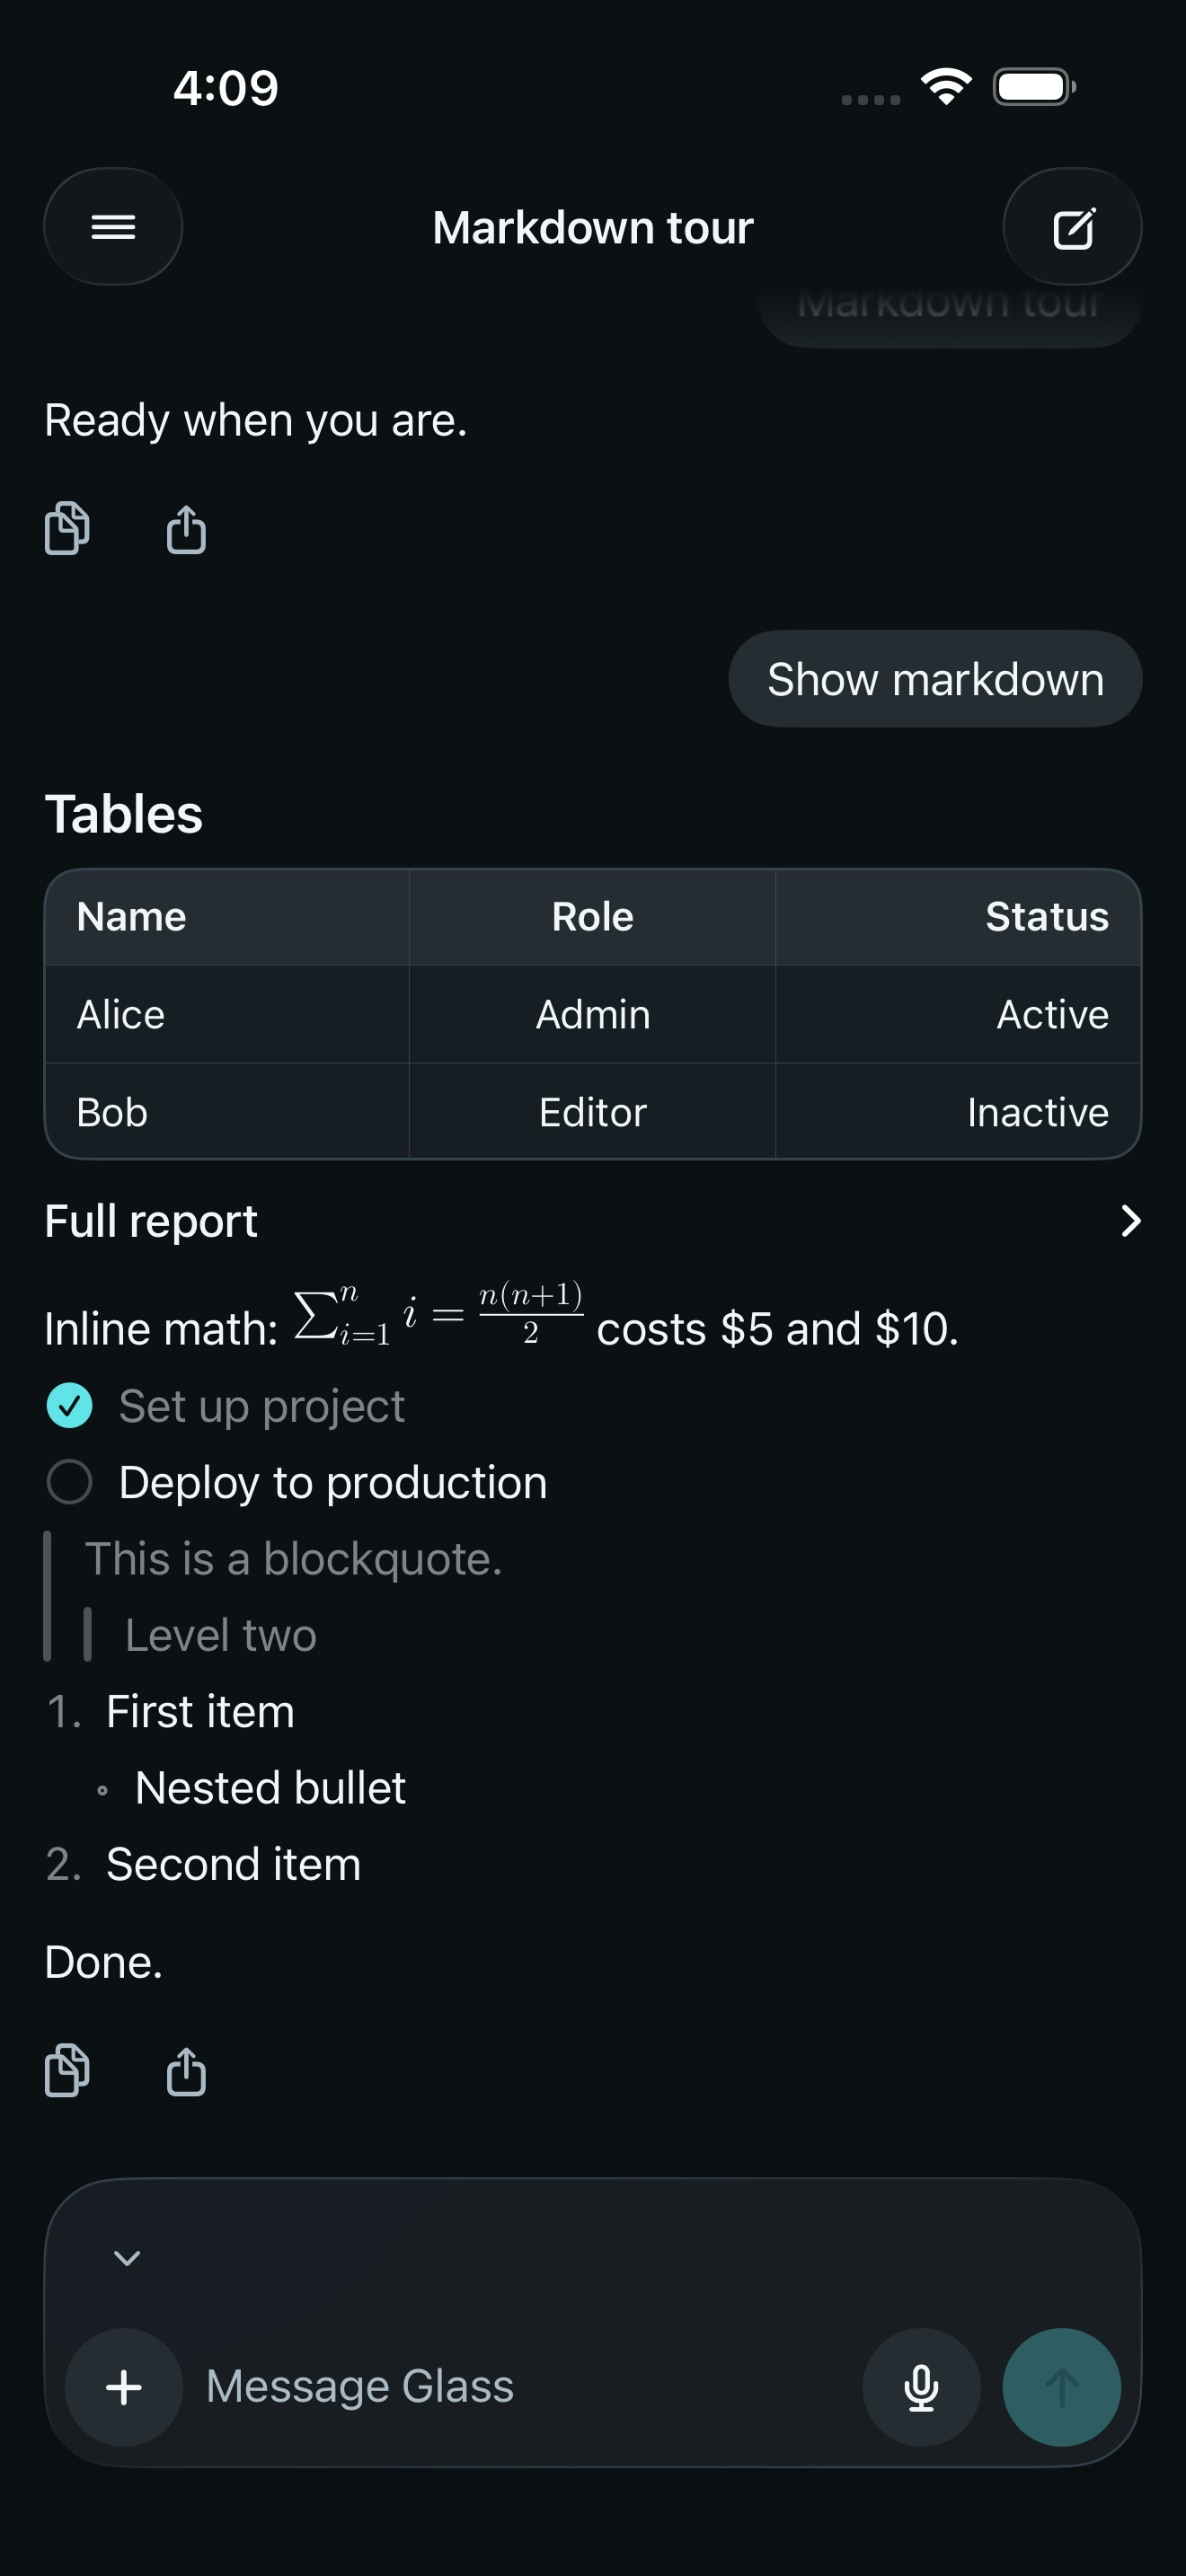 4:09
Markdown tour
Markdown tour
Ready when you are.
Show markdown
Tables
Name Role Status
Alice Admin Active
Bob Editor Inactive
Full report
Inline math: ∑ⁿᵢ₌₁ i = n(n+1)/2 costs $5 and $10.
Set up project
Deploy to production
This is a blockquote.
Level two
1. First item
Nested bullet
2. Second item
Done.
Message Glass